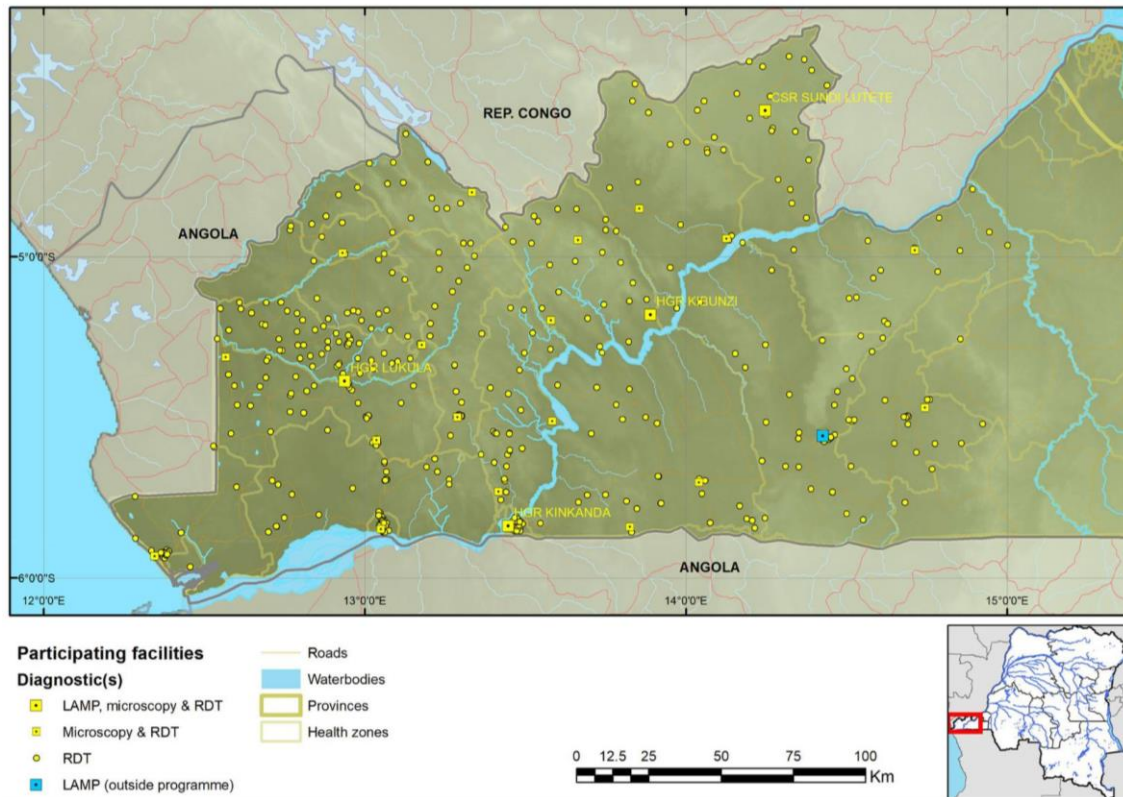 CSR SUNDI LUTETE
REP. CONGO
ANGOLA
5°0'0"S
HGR KIBUNZI
HGR LUKULA
HGR KINKANDA
ANGOLA
6°0'0"S
12°0'0"E
13°0'0"E
14°0'0"E
15°0'0"E
Participating facilities
Diagnostic(s)
LAMP, microscopy & RDT
Microscopy & RDT
RDT
LAMP (outside programme)
Roads
Waterbodies
Provinces
Health zones
0 12.5 25 50 75 100
Km